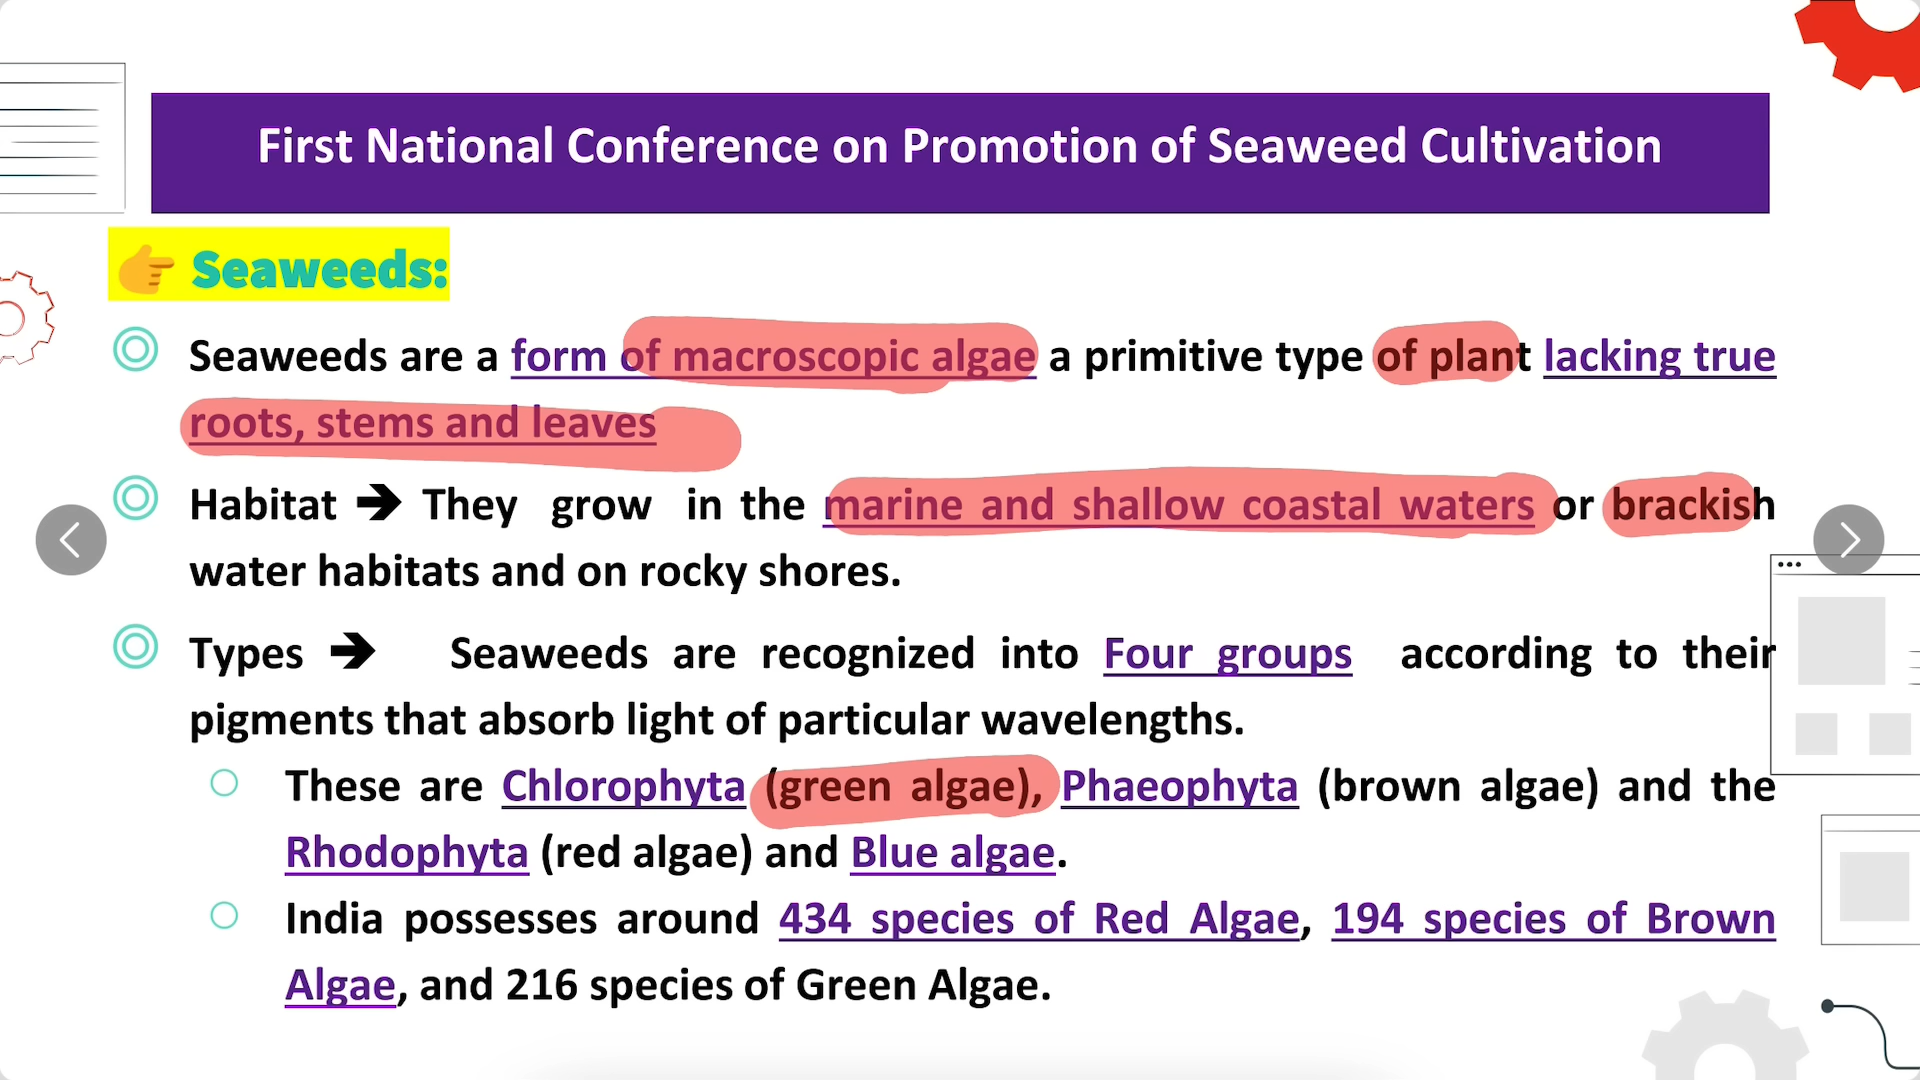 First National Conference on Promotion of Seaweed Cultivation
Seaweeds:
Seaweeds are a form of macroscopic algae a primitive type of plant lacking true
roots, stems and leaves
Habitat ➔ They grow in the marine and shallow coastal waters or brackish
water habitats and on rocky shores.
Types ➔ Seaweeds are recognized into Four groups according to their
pigments that absorb light of particular wavelengths.
These are Chlorophyta (green algae), Phaeophyta (brown algae) and the
Rhodophyta (red algae) and Blue algae.
India possesses around 434 species of Red Algae, 194 species of Brown
Algae, and 216 species of Green Algae.